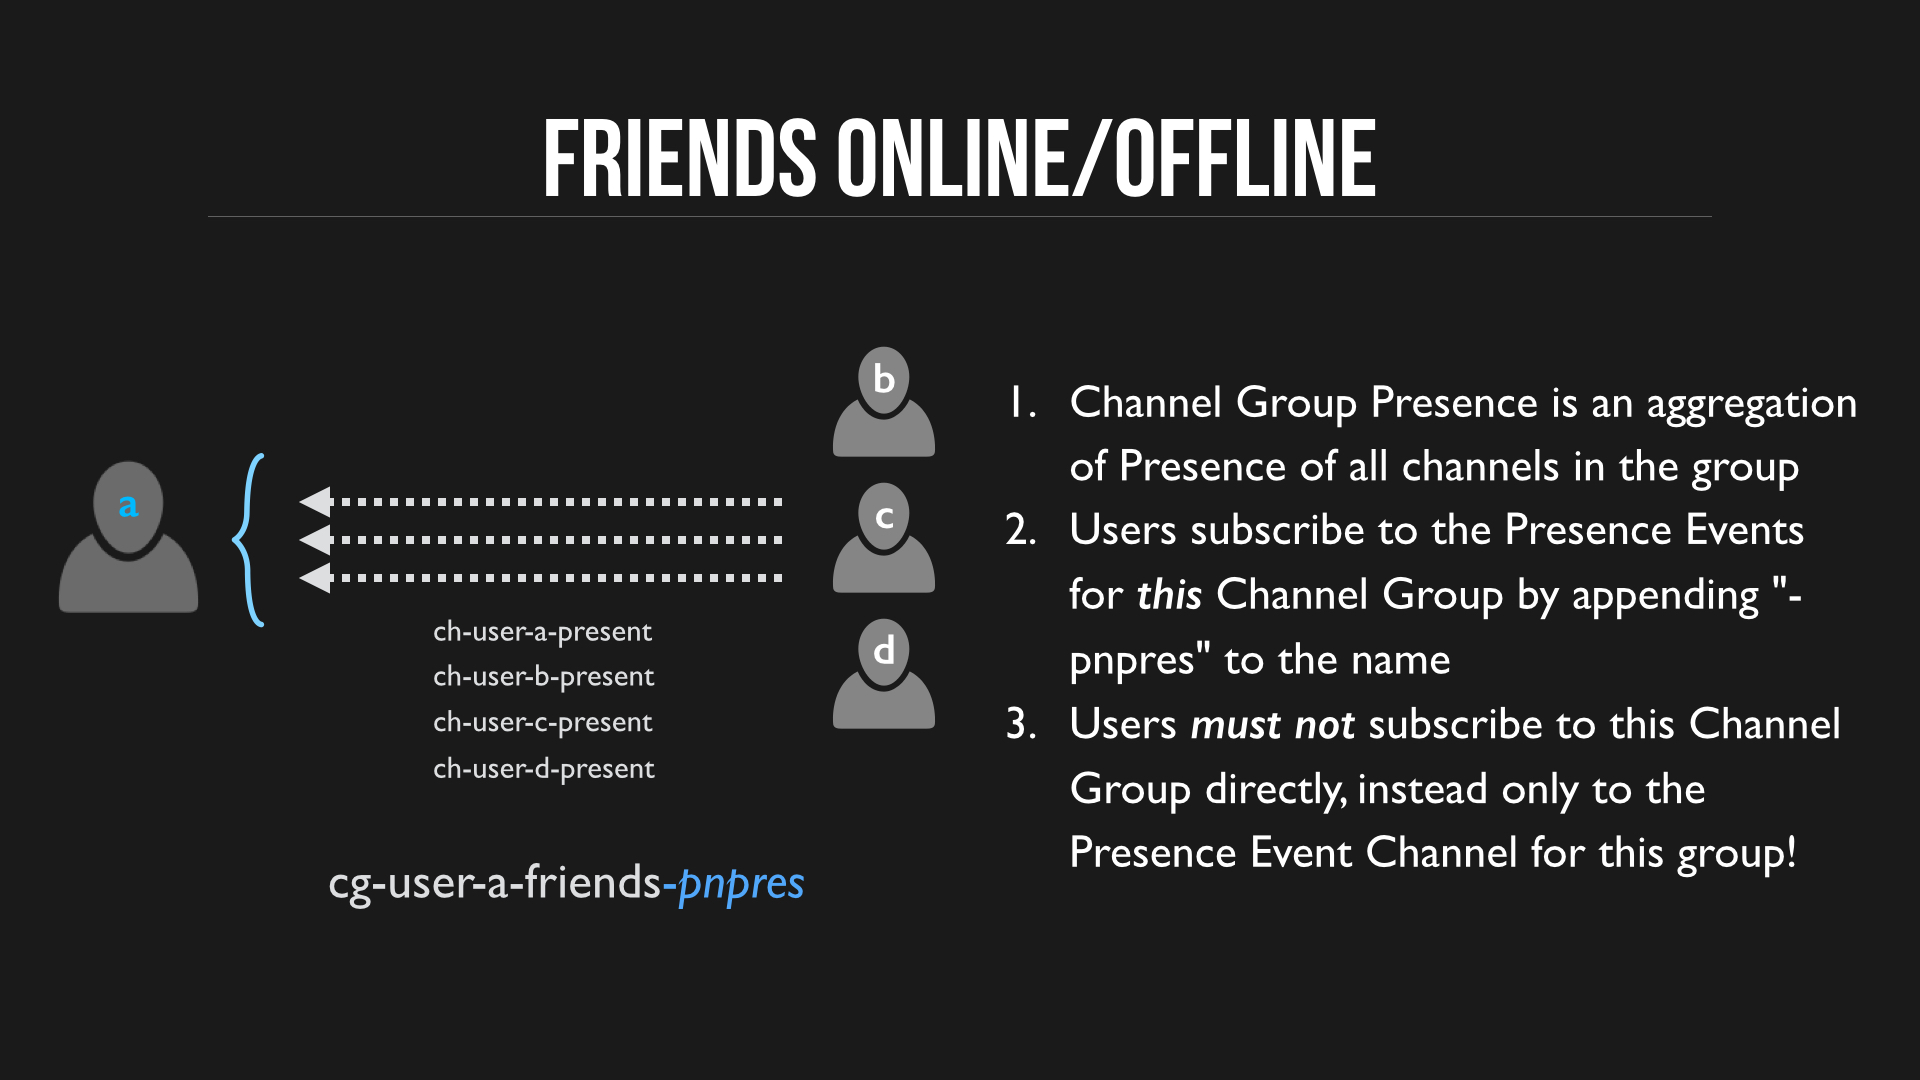 FRIENDS ONLINE/OFFLINE
a
b
c
d
ch-user-a-present
ch-user-b-present
ch-user-c-present
ch-user-d-present
cg-user-a-friends-pnpres
1. Channel Group Presence is an aggregation
of Presence of all channels in the group
2. Users subscribe to the Presence Events
for this Channel Group by appending "-
pnpres" to the name
3. Users must not subscribe to this Channel
Group directly, instead only to the
Presence Event Channel for this group!